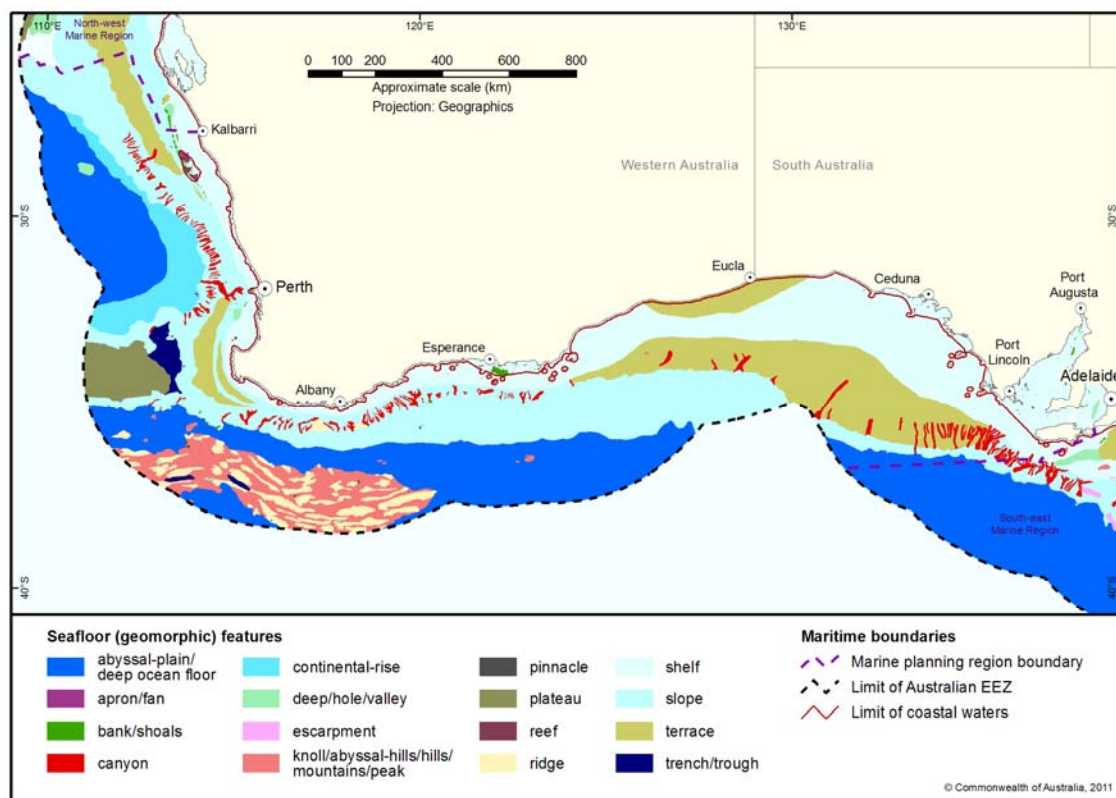 110°E
120°E
130°E
North-west
Marine Region
0 100 200 400 600 800
Approximate scale (km)
Projection: Geographics
Kalbarri
Western Australia
South Australia
30°S
30°S
Perth
Eucla
Ceduna
Port
Augusta
Esperance
Port
Lincoln
Albany
Adelaide
South-east
Marine Region
40°S
40°S
Seafloor (geomorphic) features
abyssal-plain/
deep ocean floor
apron/fan
bank/shoals
canyon
continental-rise
deep/hole/valley
escarpment
knoll/abyssal-hills/hills/
mountains/peak
pinnacle
plateau
reef
ridge
shelf
slope
terrace
trench/trough
Maritime boundaries
Marine planning region boundary
Limit of Australian EEZ
Limit of coastal waters
© Commonwealth of Australia, 2011